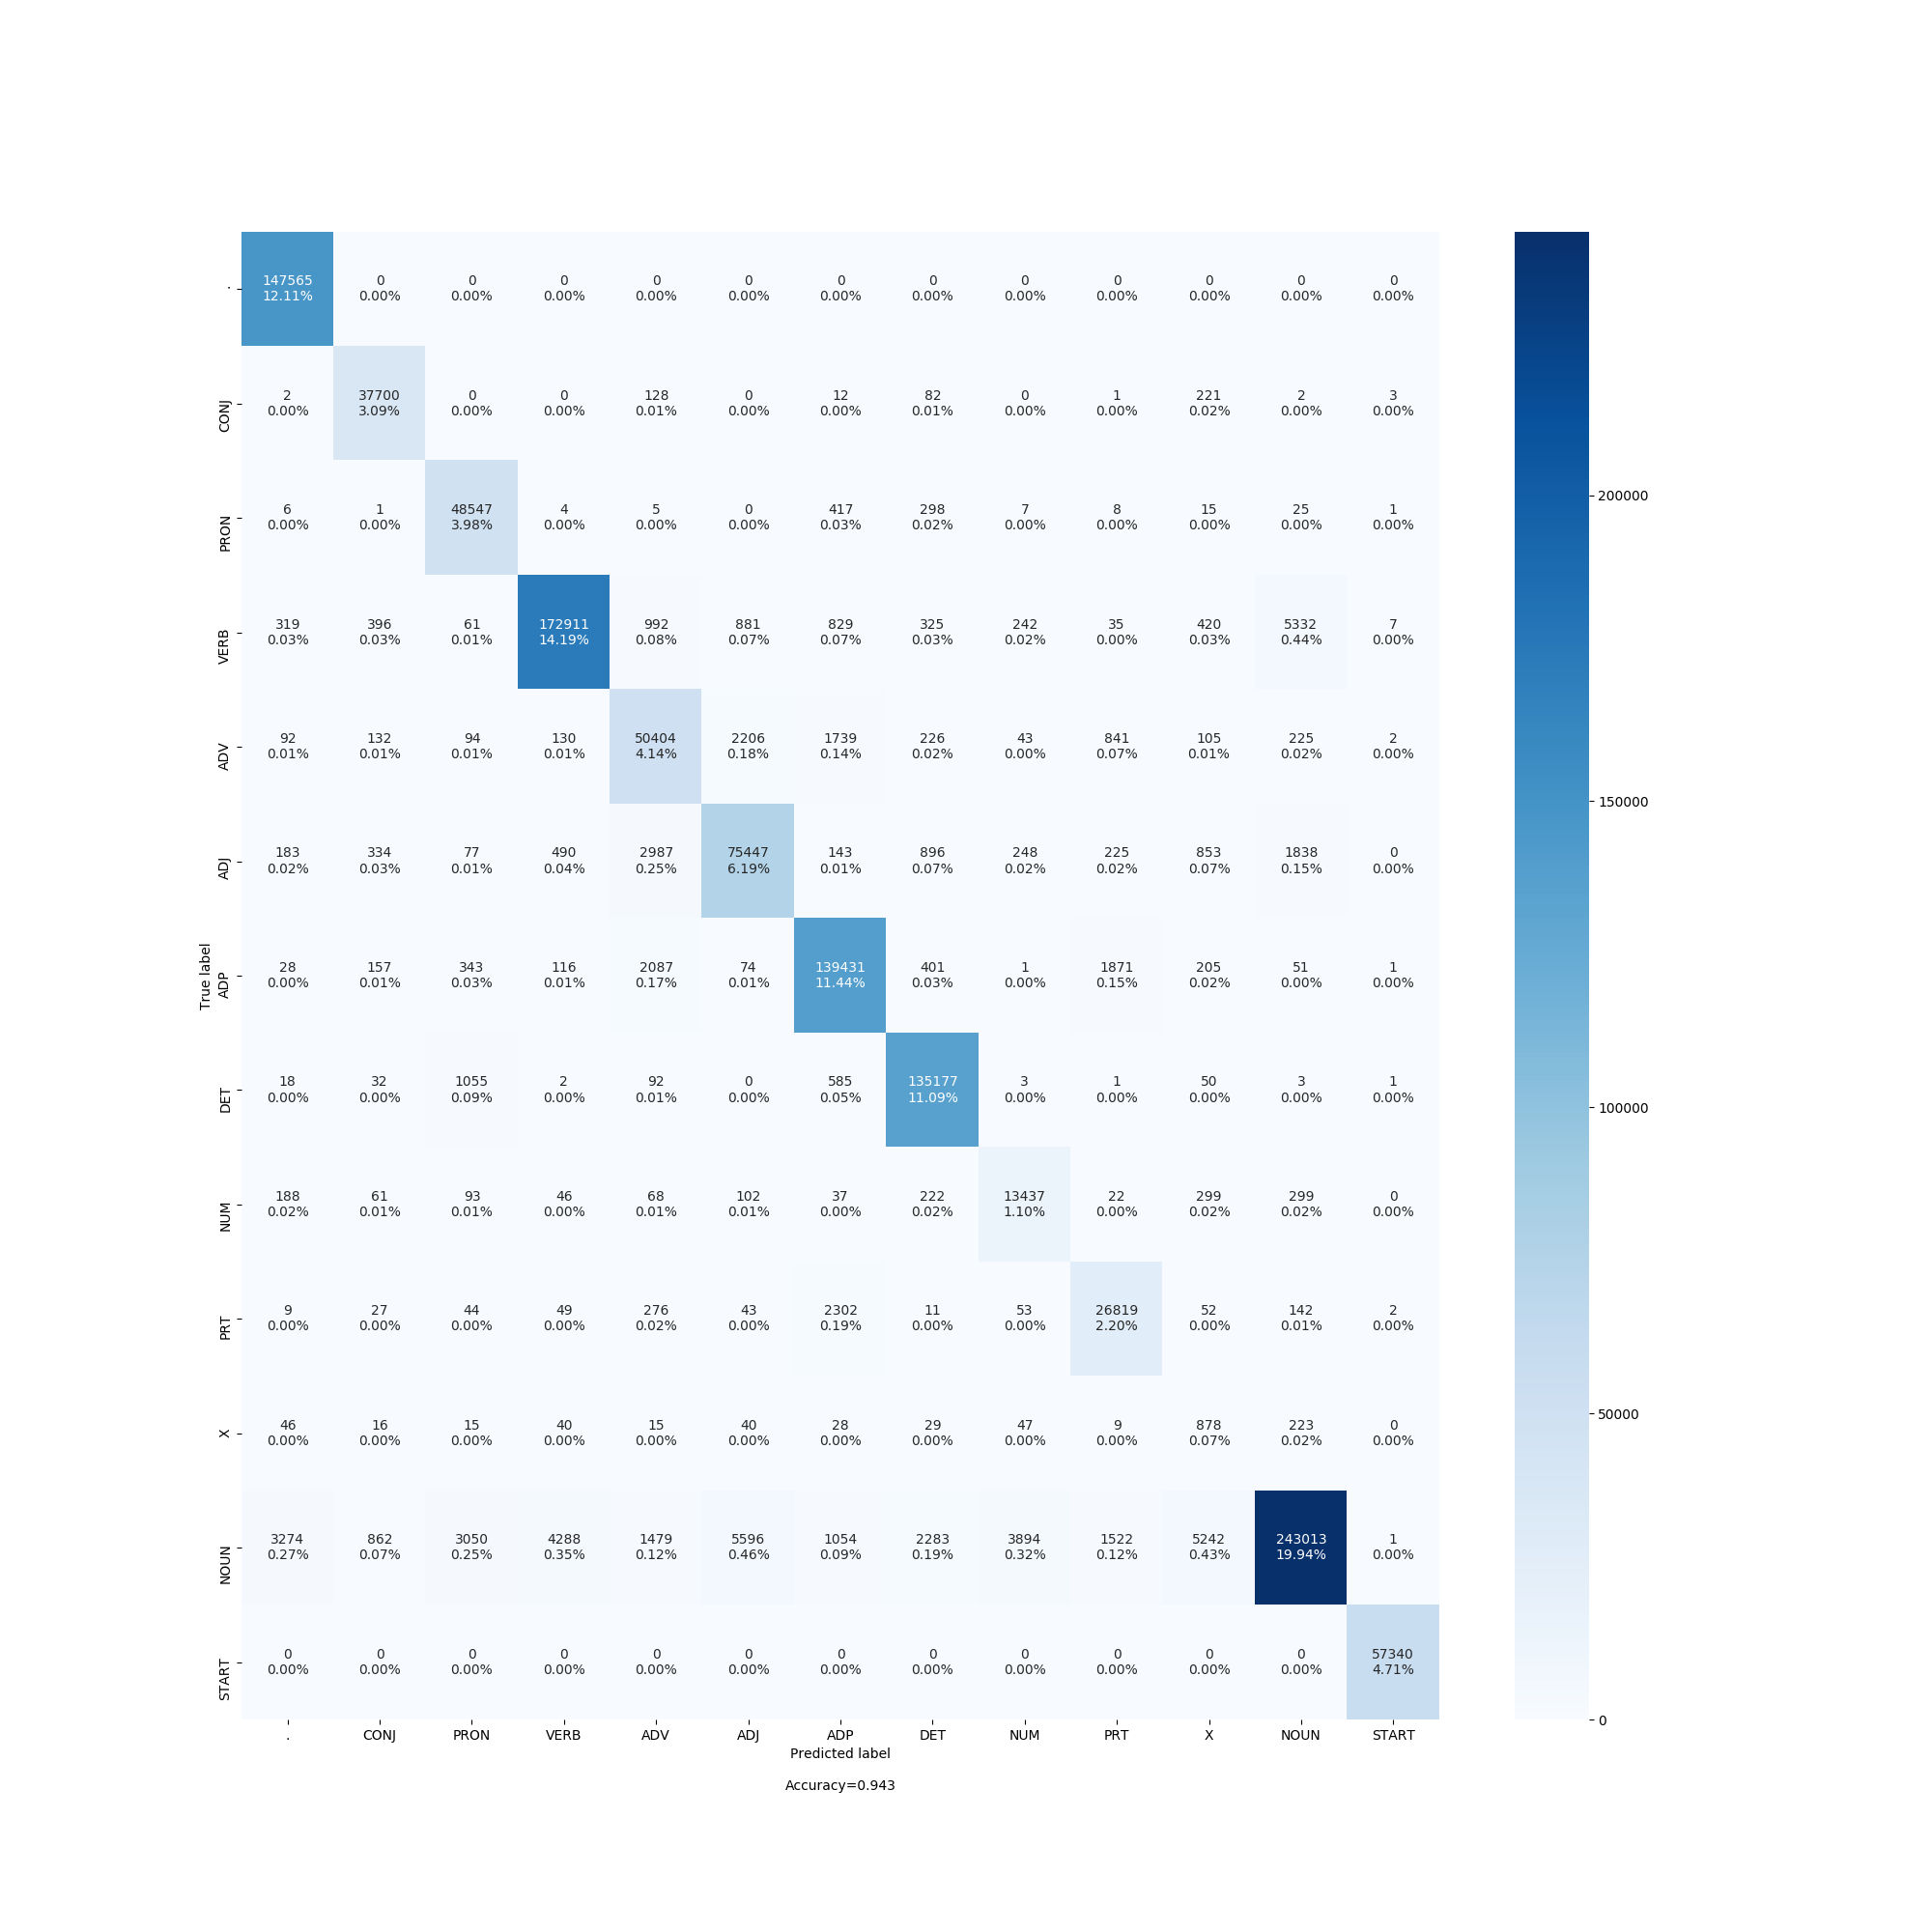 147565 0 0 0 0 0 0 0 0 0 0 0 0
. 12.11% 0.00% 0.00% 0.00% 0.00% 0.00% 0.00% 0.00% 0.00% 0.00% 0.00% 0.00% 0.00%
2 37700 0 0 128 0 12 82 0 1 221 2 3
CONJ 0.00% 3.09% 0.00% 0.00% 0.01% 0.00% 0.00% 0.01% 0.00% 0.00% 0.02% 0.00% 0.00%
6 1 48547 4 5 0 417 298 7 8 15 25 1
PRON 0.00% 0.00% 3.98% 0.00% 0.00% 0.00% 0.03% 0.02% 0.00% 0.00% 0.00% 0.00% 0.00%
200000
319 396 61 172911 992 881 829 325 242 35 420 5332 7
VERB 0.03% 0.03% 0.01% 14.19% 0.08% 0.07% 0.07% 0.03% 0.02% 0.00% 0.03% 0.44% 0.00%
92 132 94 130 50404 2206 1739 226 43 841 105 225 2
ADV 0.01% 0.01% 0.01% 0.01% 4.14% 0.18% 0.14% 0.02% 0.00% 0.07% 0.01% 0.02% 0.00%
150000
183 334 77 490 2987 75447 143 896 248 225 853 1838 0
ADJ 0.02% 0.03% 0.01% 0.04% 0.25% 6.19% 0.01% 0.07% 0.02% 0.02% 0.07% 0.15% 0.00%
True label
28 157 343 116 2087 74 139431 401 1 1871 205 51 1
ADP 0.00% 0.01% 0.03% 0.01% 0.17% 0.01% 11.44% 0.03% 0.00% 0.15% 0.02% 0.00% 0.00%
18 32 1055 2 92 0 585 135177 3 1 50 3 1
DET 0.00% 0.00% 0.09% 0.00% 0.01% 0.00% 0.05% 11.09% 0.00% 0.00% 0.00% 0.00% 0.00%
100000
188 61 93 46 68 102 37 222 13437 22 299 299 0
NUM 0.02% 0.01% 0.01% 0.00% 0.01% 0.01% 0.00% 0.02% 1.10% 0.00% 0.02% 0.02% 0.00%
9 27 44 49 276 43 2302 11 53 26819 52 142 2
PRT 0.00% 0.00% 0.00% 0.00% 0.02% 0.00% 0.19% 0.00% 0.00% 2.20% 0.00% 0.01% 0.00%
50000
46 16 15 40 15 40 28 29 47 9 878 223 0
X 0.00% 0.00% 0.00% 0.00% 0.00% 0.00% 0.00% 0.00% 0.00% 0.00% 0.07% 0.02% 0.00%
3274 862 3050 4288 1479 5596 1054 2283 3894 1522 5242 243013 1
NOUN 0.27% 0.07% 0.25% 0.35% 0.12% 0.46% 0.09% 0.19% 0.32% 0.12% 0.43% 19.94% 0.00%
0 0 0 0 0 0 0 0 0 0 0 0 57340
START 0.00% 0.00% 0.00% 0.00% 0.00% 0.00% 0.00% 0.00% 0.00% 0.00% 0.00% 0.00% 4.71%
0
. CONJ PRON VERB ADV ADJ ADP DET NUM PRT X NOUN START
Predicted label
Accuracy=0.943